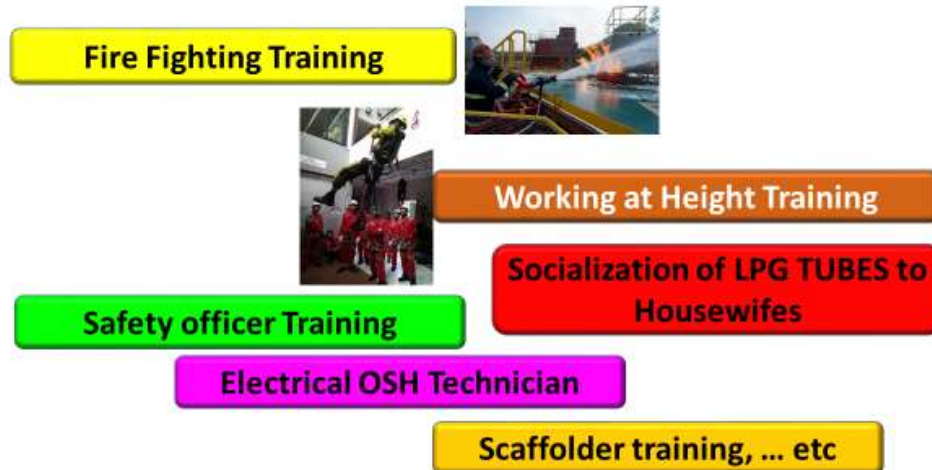 Fire Fighting Training
Working at Height Training
Socialization of LPG TUBES to
Housewifes
Safety officer Training
Electrical OSH Technician
Scaffolder training, ... etc